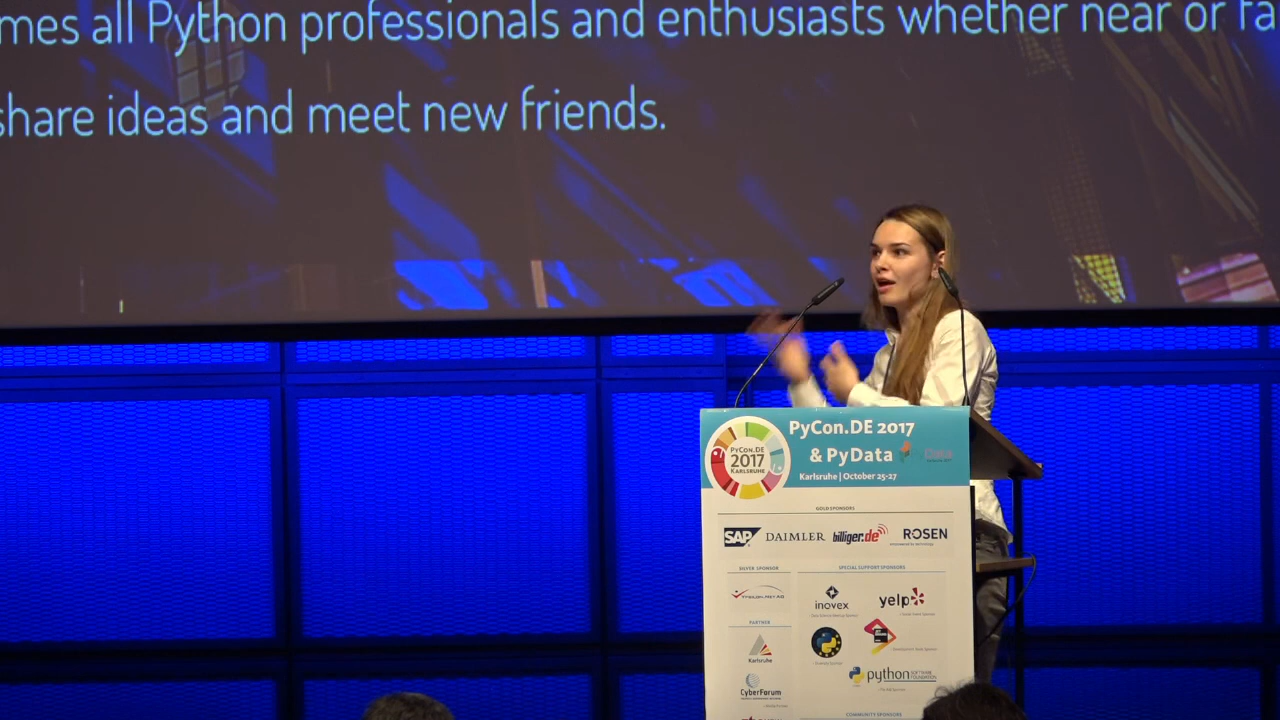 mes all Python professionals and enthusiasts whether near or fa
share ideas and meet new friends.
PyCon.DE 2017
& PyData
Karlsruhe | October 25-27
PyCon.DE
2017
Karlsruhe
GOLD SPONSORS
SAP DAIMLER billiger.de ROSEN
SILVER SPONSOR
SPECIAL SUPPORT SPONSORS
inovex
yelp
PARTNER
Karlsruhe
python SOFTWARE FOUNDATION
CyberForum
COMMUNITY SPONSORS